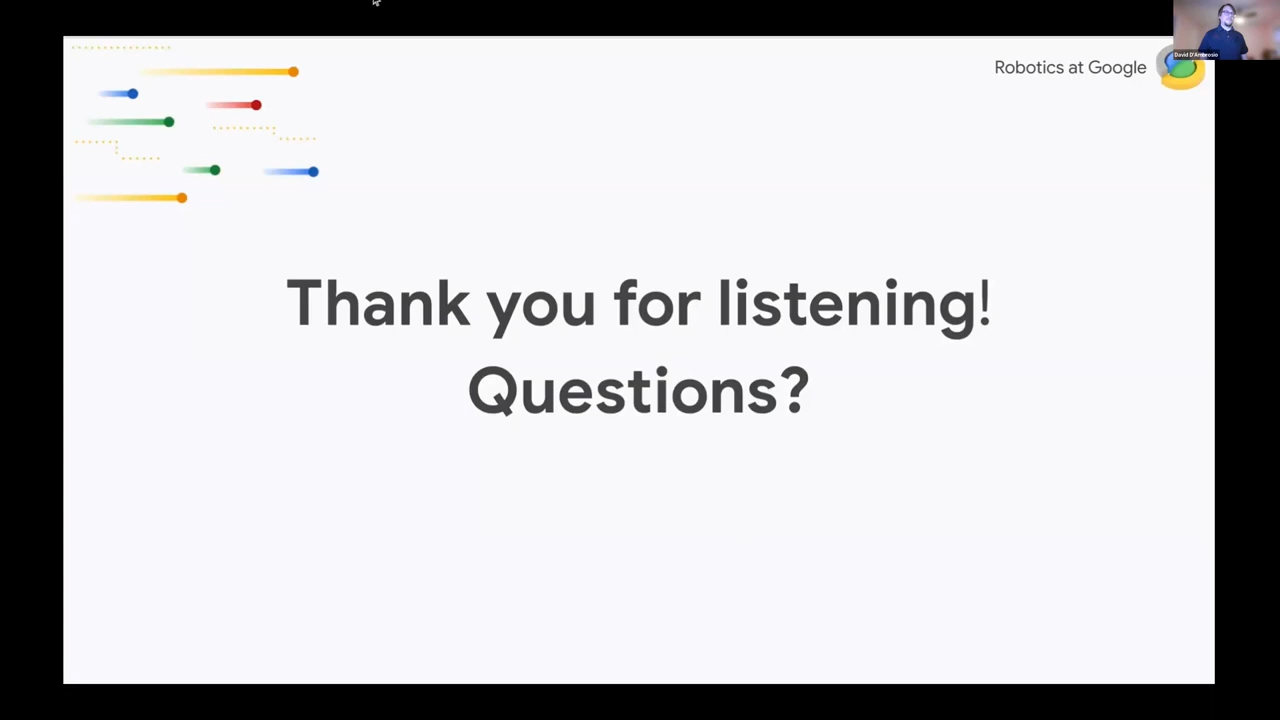 Robotics at Google
David D'Ambrosio
Thank you for listening!
Questions?